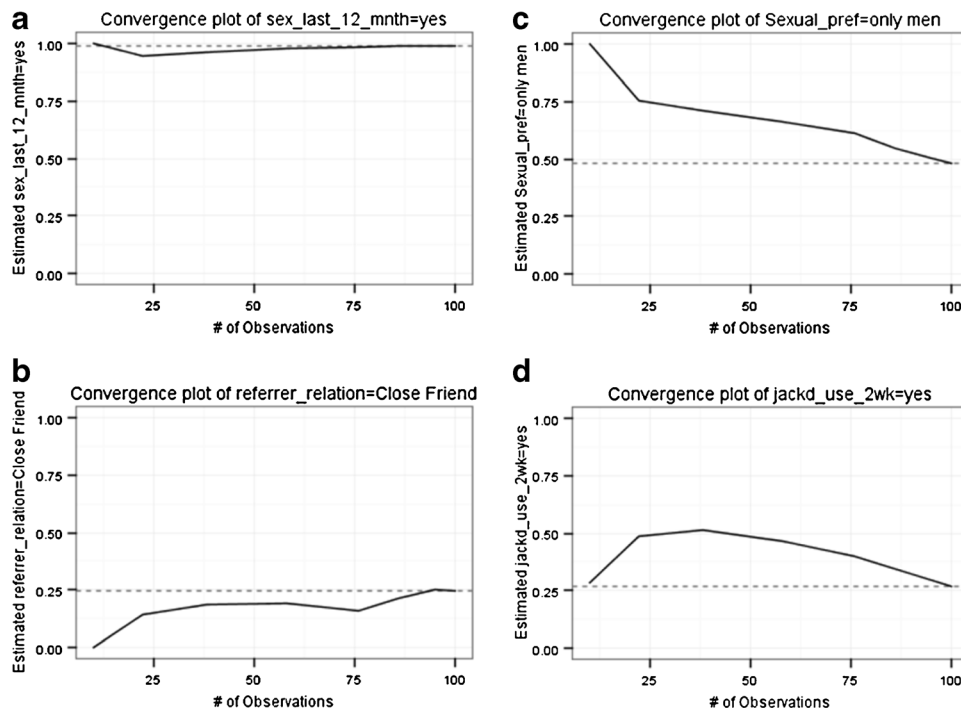 a
Convergence plot of sex_last_12_mnth=yes
Estimated sex_last_12_mnth=yes
1.00
0.75
0.50
0.25
0.00
25 50 75 100
# of Observations
b
Convergence plot of referrer_relation=Close Friend
Estimated referrer_relation=Close Friend
1.00
0.75
0.50
0.25
0.00
25 50 75 100
# of Observations
c
Convergence plot of Sexual_pref=only men
Estimated Sexual_pref=only men
1.00
0.75
0.50
0.25
0.00
25 50 75 100
# of Observations
d
Convergence plot of jackd_use_2wk=yes
Estimated jackd_use_2wk=yes
1.00
0.75
0.50
0.25
0.00
25 50 75 100
# of Observations